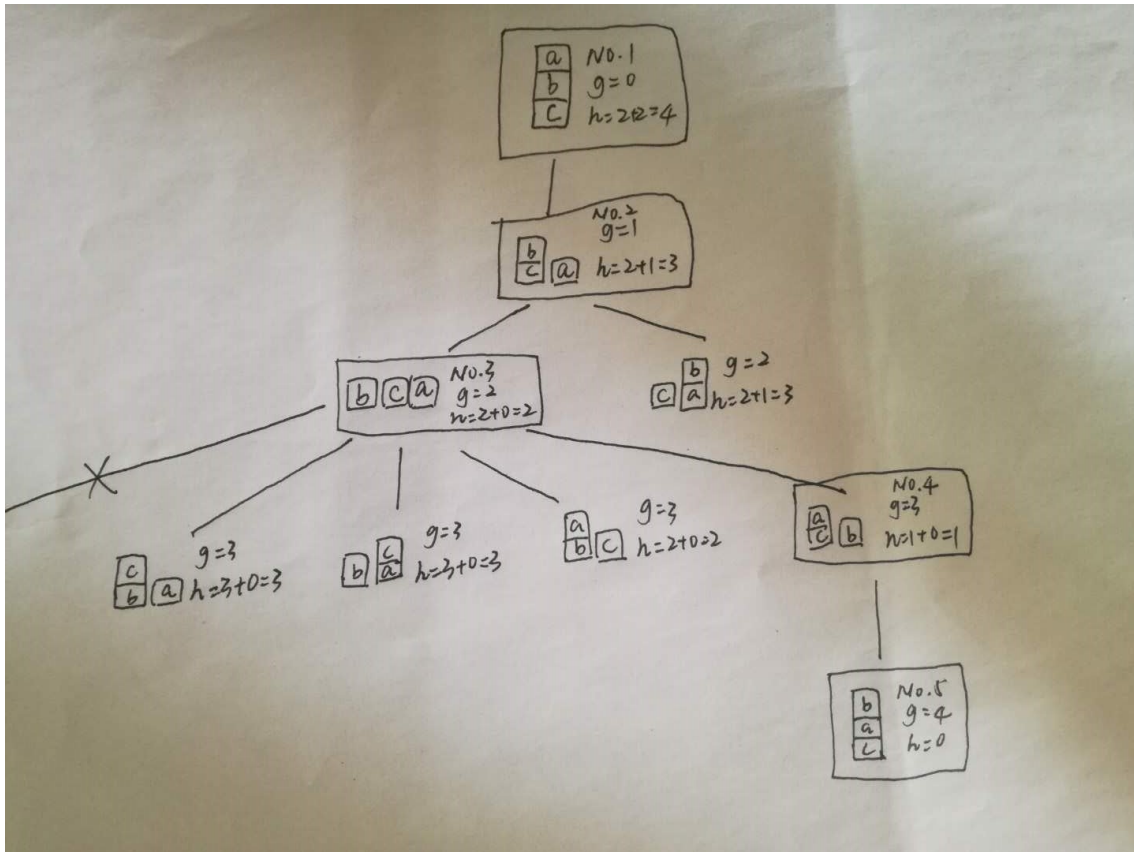 a No.1
b g=0
c h=2+2=4
No.2
g=1
b
c a h=2+1=3
No.3
b c a g=2
h=2+0=2
b g=2
c a h=2+1=3
c g=3
b a h=3+0=3
c g=3
b a h=3+0=3
a g=3
b c h=2+0=2
No.4
a g=3
c b h=1+0=1
b No.5
a g=4
c h=0